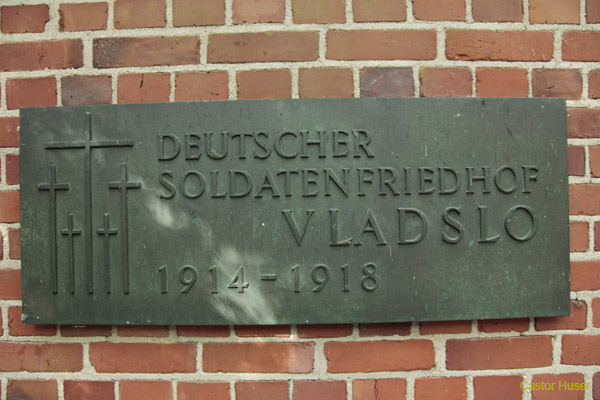 DEUTSCHER
SOLDATENFRIEDHOF
VLADSLO
1914-1918
Castor Huser